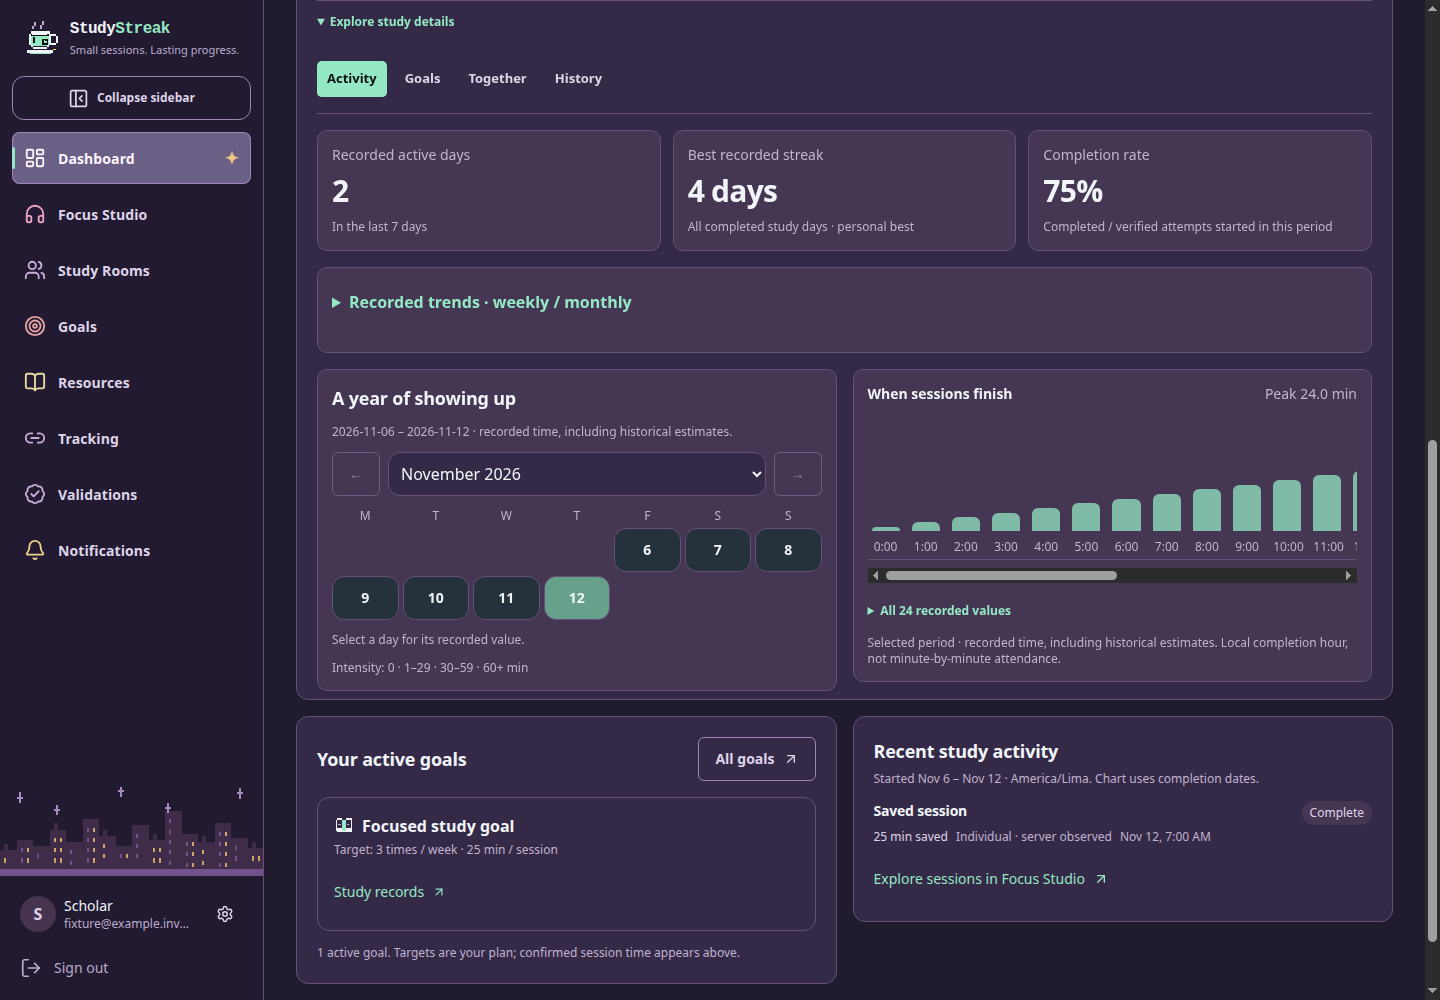 StudyStreak
Small sessions. Lasting progress.
Collapse sidebar
Dashboard
Focus Studio
Study Rooms
Goals
Resources
Tracking
Validations
Notifications
S
Scholar
fixture@example.inv...
Sign out
▼ Explore study details
Activity Goals Together History
Recorded active days
2
In the last 7 days
Best recorded streak
4 days
All completed study days · personal best
Completion rate
75%
Completed / verified attempts started in this period
▶ Recorded trends · weekly / monthly
A year of showing up
2026-11-06 – 2026-11-12 · recorded time, including historical estimates.
← November 2026 →
M T W T F S S
6 7 8
9 10 11 12
Select a day for its recorded value.
Intensity: 0 · 1–29 · 30–59 · 60+ min
When sessions finish Peak 24.0 min
0:00 1:00 2:00 3:00 4:00 5:00 6:00 7:00 8:00 9:00 10:00 11:00
▶ All 24 recorded values
Selected period · recorded time, including historical estimates. Local completion hour,
not minute-by-minute attendance.
Your active goals
All goals
Focused study goal
Target: 3 times / week · 25 min / session
Study records
1 active goal. Targets are your plan; confirmed session time appears above.
Recent study activity
Started Nov 6 – Nov 12 · America/Lima. Chart uses completion dates.
Saved session Complete
25 min saved Individual · server observed Nov 12, 7:00 AM
Explore sessions in Focus Studio